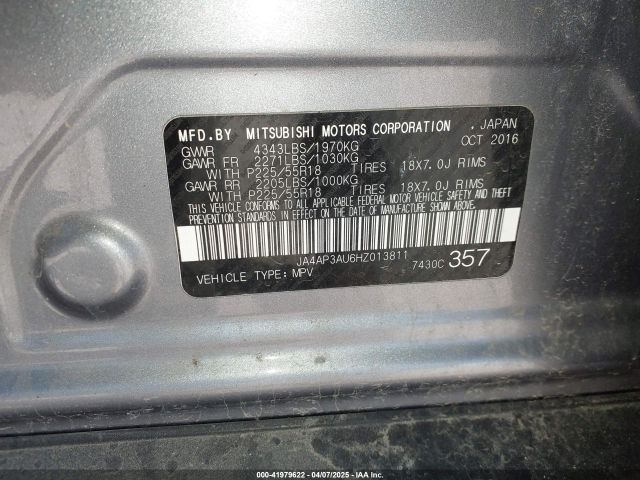 MFD.BY MITSUBISHI MOTORS CORPORATION , JAPAN
GVWR 4343LBS/1970KG OCT 2016
GAWR FR 2271LBS/1030KG
WITH P225/55R18 TIRES 18X7.0J RIMS
GAWR RR 2205LBS/1000KG
WITH P225/55R18 TIRES 18X7.0J RIMS
THIS VEHICLE CONFORMS TO ALL APPLICABLE FEDERAL MOTOR VEHICLE SAFETY AND THEFT
PREVENTION STANDARDS IN EFFECT ON THE DATE OF MANUFACTURE SHOWN ABOVE.
JA4AP3AU6HZ013811
VEHICLE TYPE: MPV 7430C 357
000-41979622 - 04/07/2025 - IAAI.com